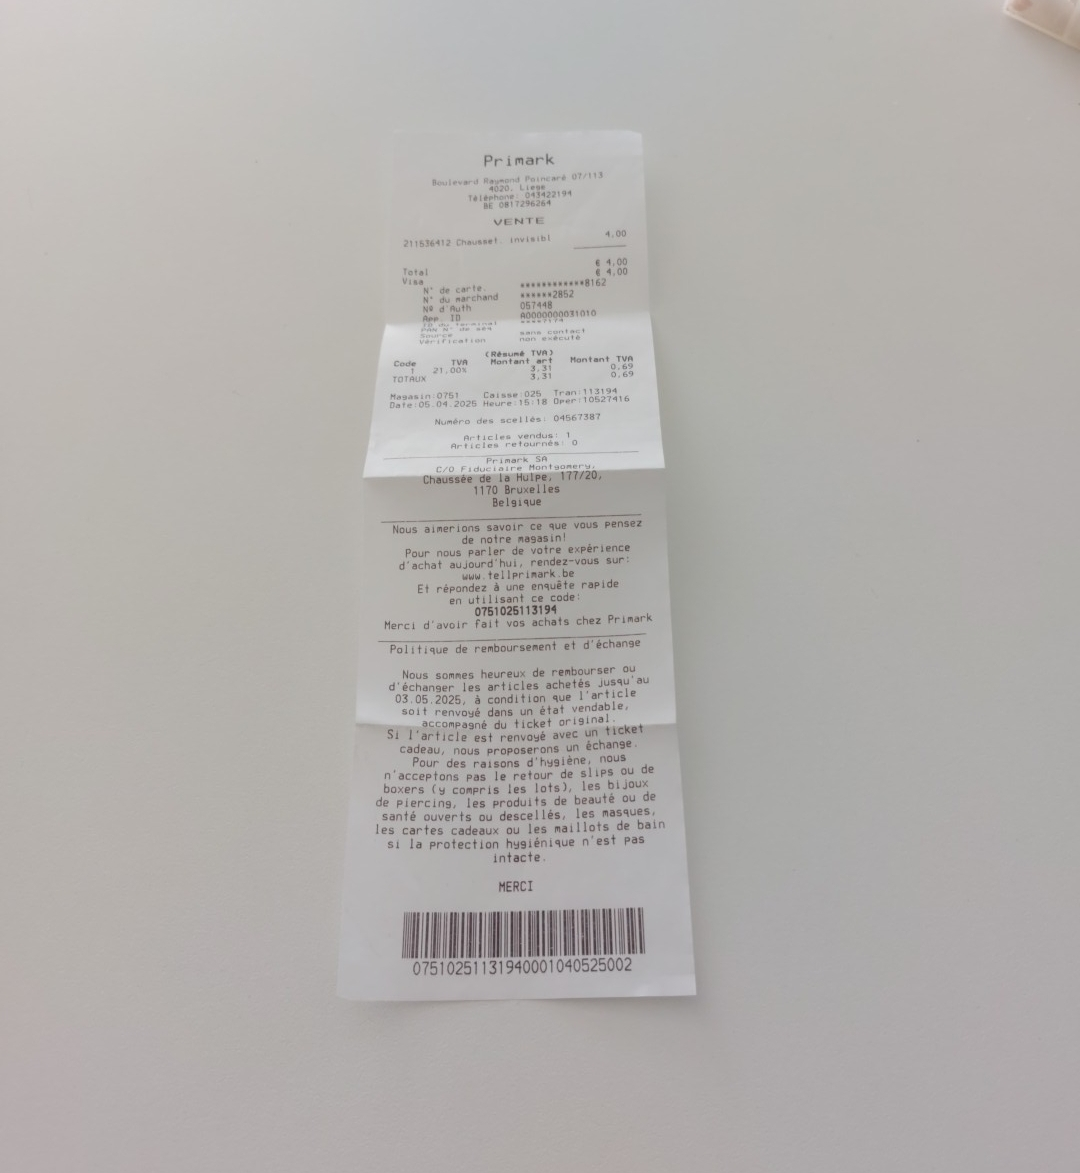 Primark
Boulevard Raymond Poincaré 07/113
4020, Liege
Téléphone: 043422194
BE 0817296264
VENTE
211536412 Chausset. invisibl 4.00
Total € 4.00
Visa € 4.00
N° de carte. ************8162
N° du marchand ******2852
Nº d'Auth 057448
App. ID A0000000031010
ID du Terminal ****7174
PAN N° de séq
Source sans contact
Vérification non exécuté
(Résumé TVA)
Code TVA Montant art Montant TVA
1 21.00% 3.31 0.69
TOTAUX 3.31 0.69
Magasin:0751 Caisse:025 Tran:113194
Date:05.04.2025 Heure:15:18 Oper:10527416
Numéro des scellés: 04567387
Articles vendus: 1
Articles retournés: 0
Primark SA
C/O.Fiduciaire Montgomery,
Chaussée de la Hulpe, 177/20,
1170 Bruxelles
Belgique
Nous aimerions savoir ce que vous pensez
de notre magasin!
Pour nous parler de votre expérience
d'achat aujourd'hui, rendez-vous sur:
www.tellprimark.be
Et répondez à une enquête rapide
en utilisant ce code:
0751025113194
Merci d'avoir fait vos achats chez Primark
Politique de remboursement et d'échange
Nous sommes heureux de rembourser ou
d'échanger les articles achetés jusqu'au
03.05.2025, à condition que l'article
soit renvoyé dans un état vendable,
accompagné du ticket original.
Si l'article est renvoyé avec un ticket
cadeau, nous proposerons un échange.
Pour des raisons d'hygiène, nous
n'acceptons pas le retour de slips ou de
boxers (y compris les lots), les bijoux
de piercing, les produits de beauté ou de
santé ouverts ou descellés, les masques,
les cartes cadeaux ou les maillots de bain
si la protection hygiénique n'est pas
intacte.
MERCI
07510251131940001040525002